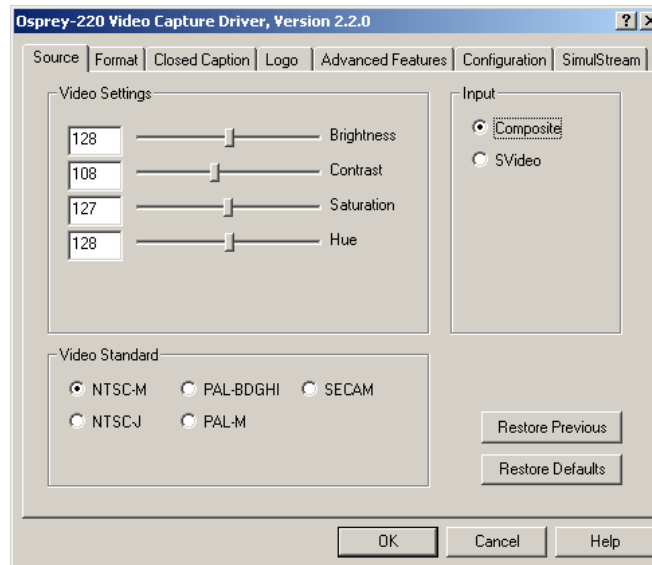 Osprey-220 Video Capture Driver, Version 2.2.0
Source Format Closed Caption Logo Advanced Features Configuration SimulStream
Video Settings
128 Brightness
108 Contrast
127 Saturation
128 Hue
Input
Composite
SVideo
Video Standard
NTSC-M PAL-BDGHI SECAM
NTSC-J PAL-M
Restore Previous
Restore Defaults
OK Cancel Help